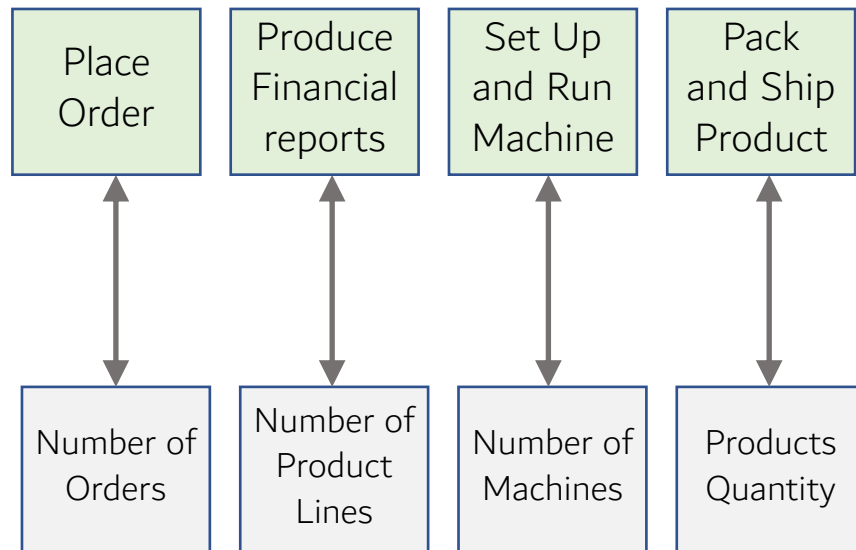 Place
Order
Produce
Financial
reports
Set Up
and Run
Machine
Pack
and Ship
Product
Number of
Orders
Number of
Product
Lines
Number of
Machines
Products
Quantity